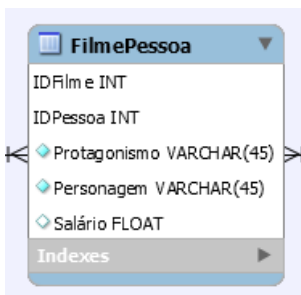 FilmePessoa
IDFilme INT
IDPessoa INT
Protagonismo VARCHAR(45)
Personagem VARCHAR(45)
Salário FLOAT
Indexes